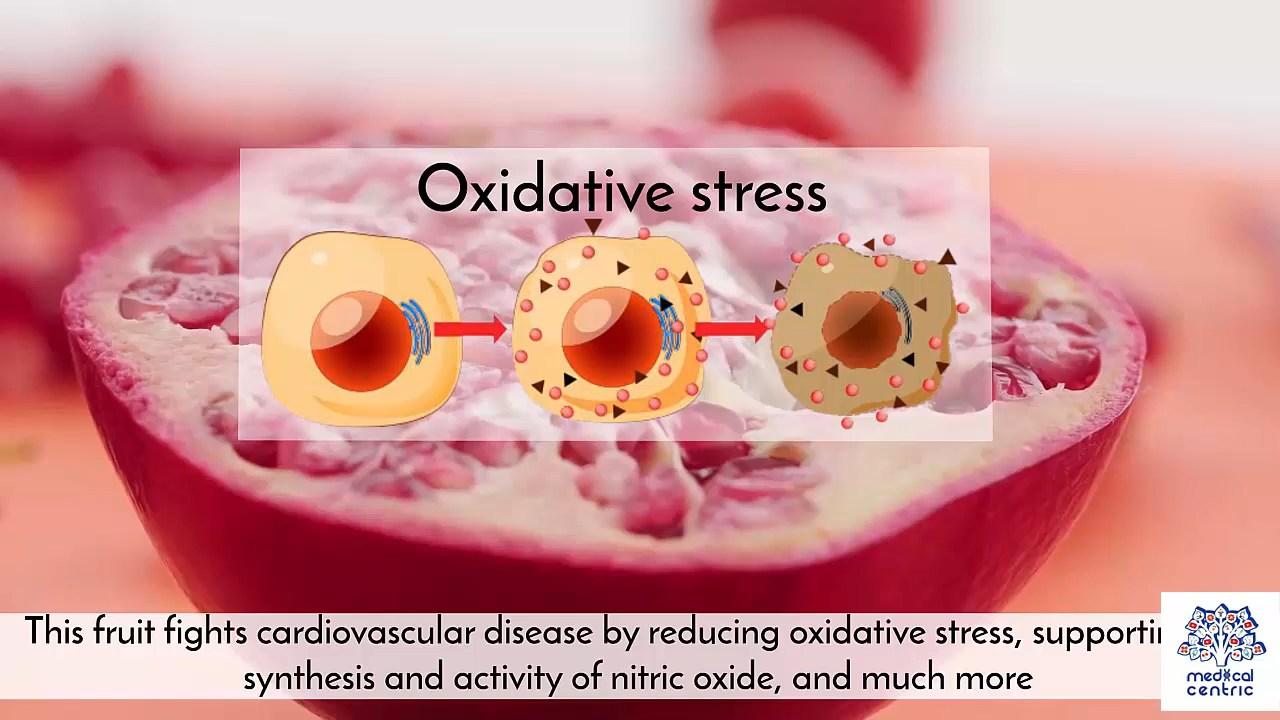 Oxidative stress
This fruit fights cardiovascular disease by reducing oxidative stress,
synthesis and activity of nitric oxide, and much more
medical
centric